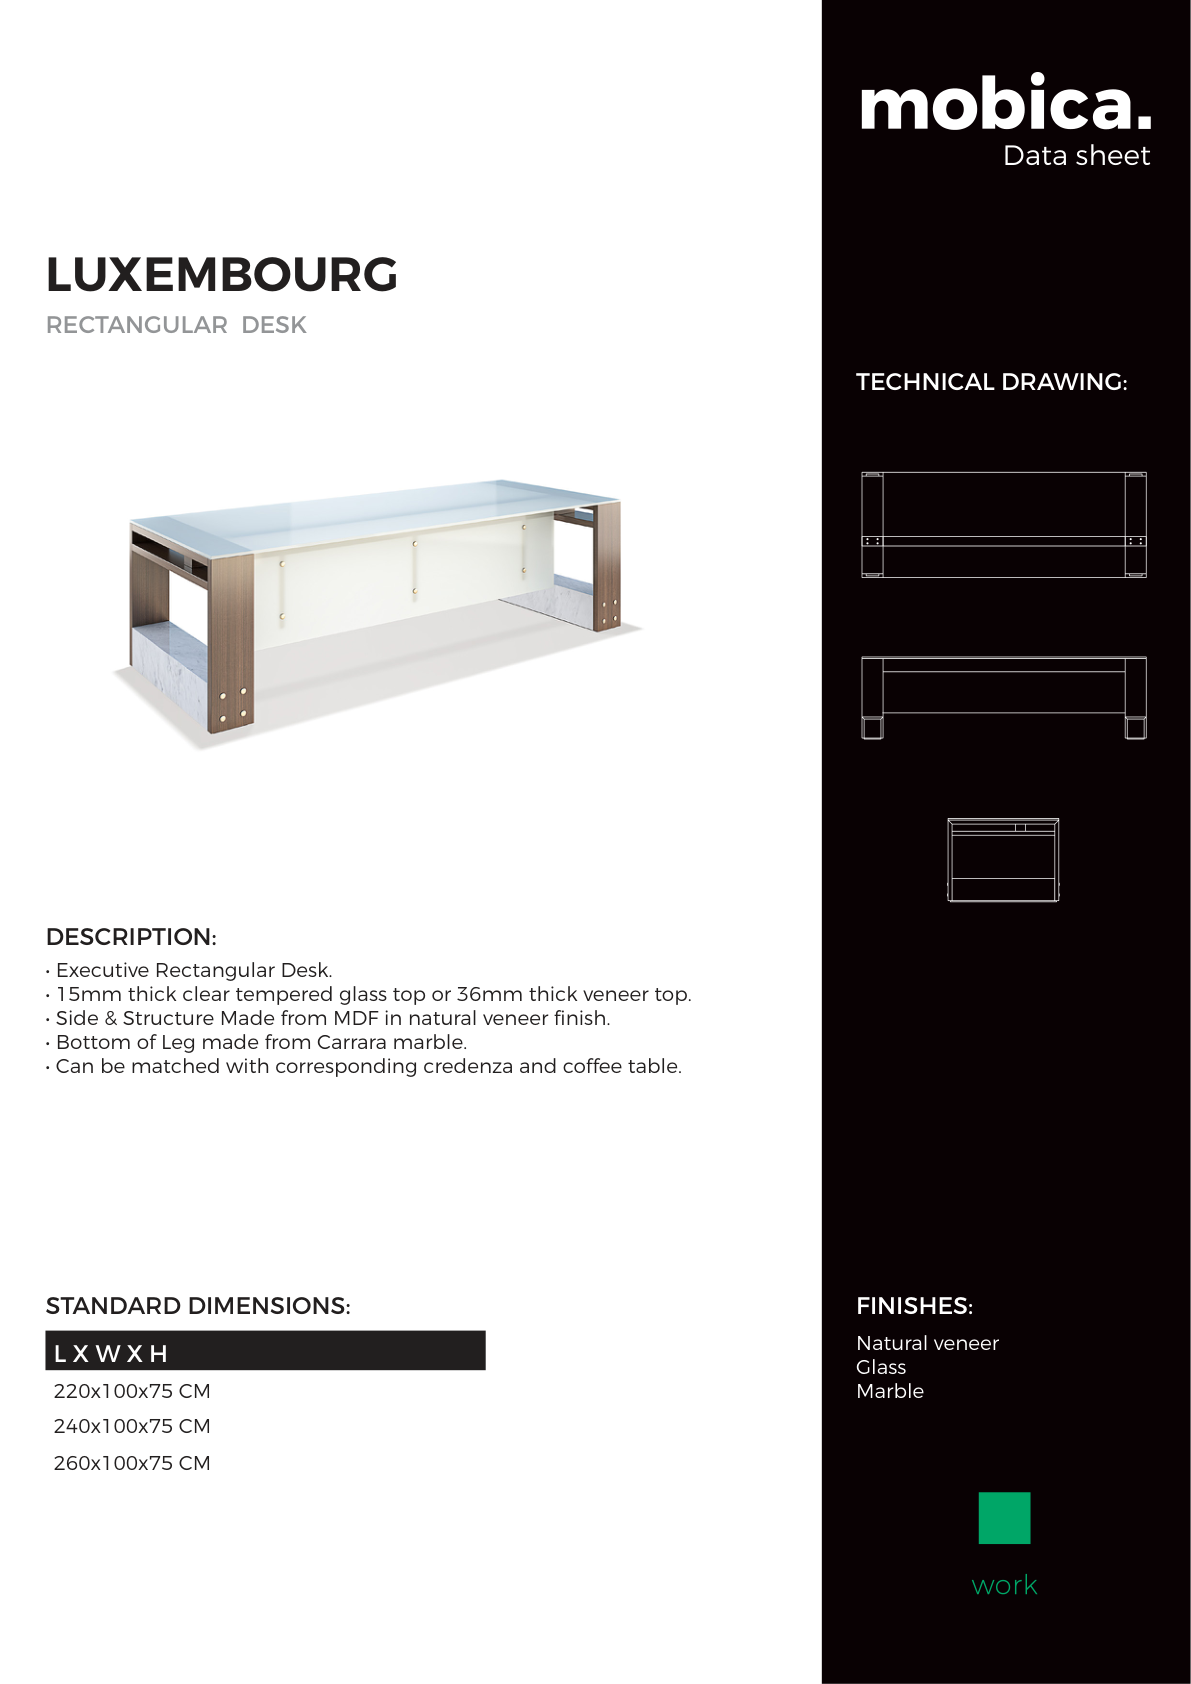 mobica.
Data sheet
LUXEMBOURG
RECTANGULAR DESK
TECHNICAL DRAWING:
DESCRIPTION:
• Executive Rectangular Desk.
• 15mm thick clear tempered glass top or 36mm thick veneer top.
• Side & Structure Made from MDF in natural veneer finish.
• Bottom of Leg made from Carrara marble.
• Can be matched with corresponding credenza and coffee table.
STANDARD DIMENSIONS:
L X W X H
220x100x75 CM
240x100x75 CM
260x100x75 CM
FINISHES:
Natural veneer
Glass
Marble
work